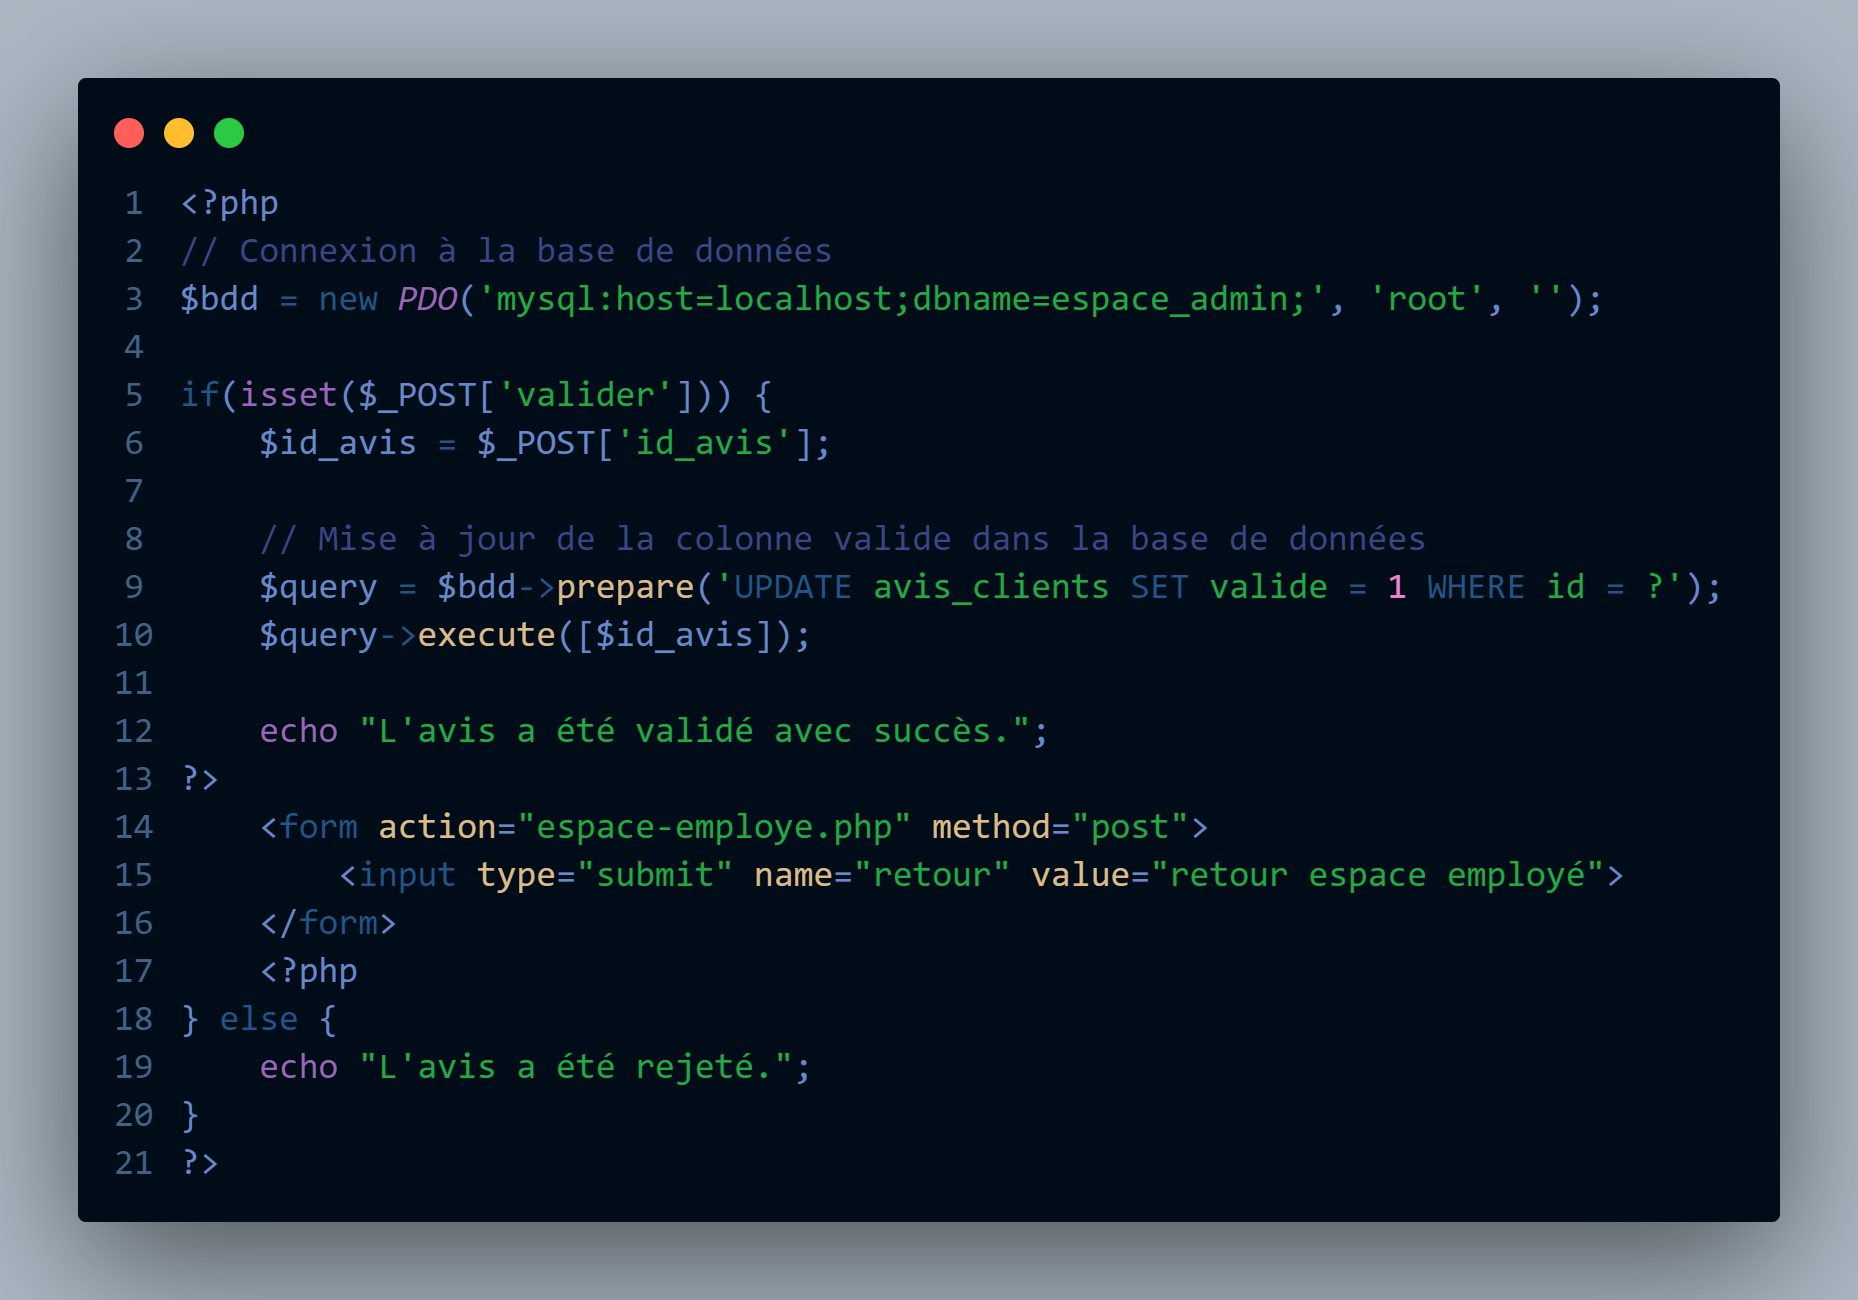 1 <?php
2 // Connexion à la base de données
3 $bdd = new PDO('mysql:host=localhost;dbname=espace_admin;', 'root', '');
4
5 if(isset($_POST['valider'])) {
6     $id_avis = $_POST['id_avis'];
7
8     // Mise à jour de la colonne valide dans la base de données
9     $query = $bdd->prepare('UPDATE avis_clients SET valide = 1 WHERE id = ?');
10     $query->execute([$id_avis]);
11
12     echo "L'avis a été validé avec succès.";
13 ?>
14     <form action="espace-employe.php" method="post">
15         <input type="submit" name="retour" value="retour espace employé">
16     </form>
17     <?php
18 } else {
19     echo "L'avis a été rejeté.";
20 }
21 ?>